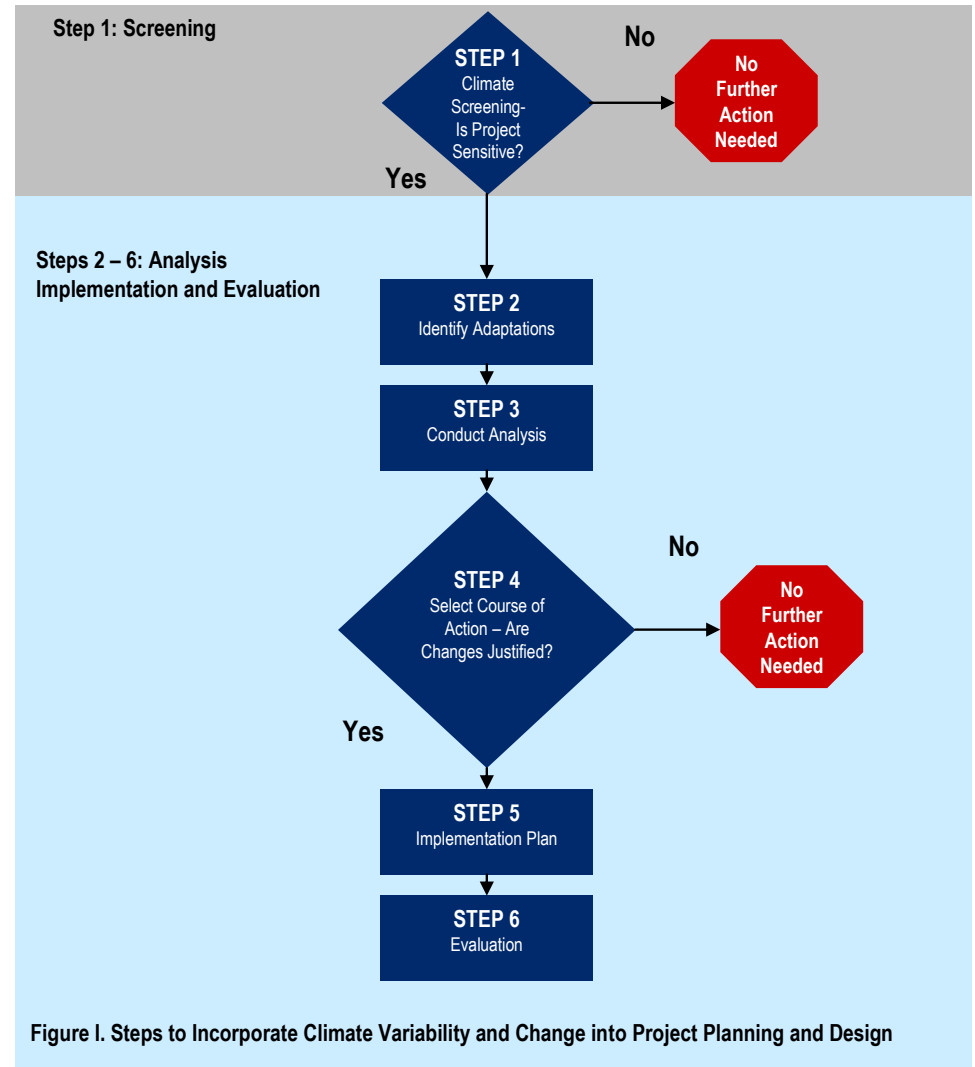 Step 1: Screening
STEP 1
Climate
Screening-
Is Project
Sensitive?
No
No
Further
Action
Needed
Yes
Steps 2 – 6: Analysis
Implementation and Evaluation
STEP 2
Identify Adaptations
STEP 3
Conduct Analysis
STEP 4
Select Course of
Action – Are
Changes Justified?
No
No
Further
Action
Needed
Yes
STEP 5
Implementation Plan
STEP 6
Evaluation
Figure I. Steps to Incorporate Climate Variability and Change into Project Planning and Design